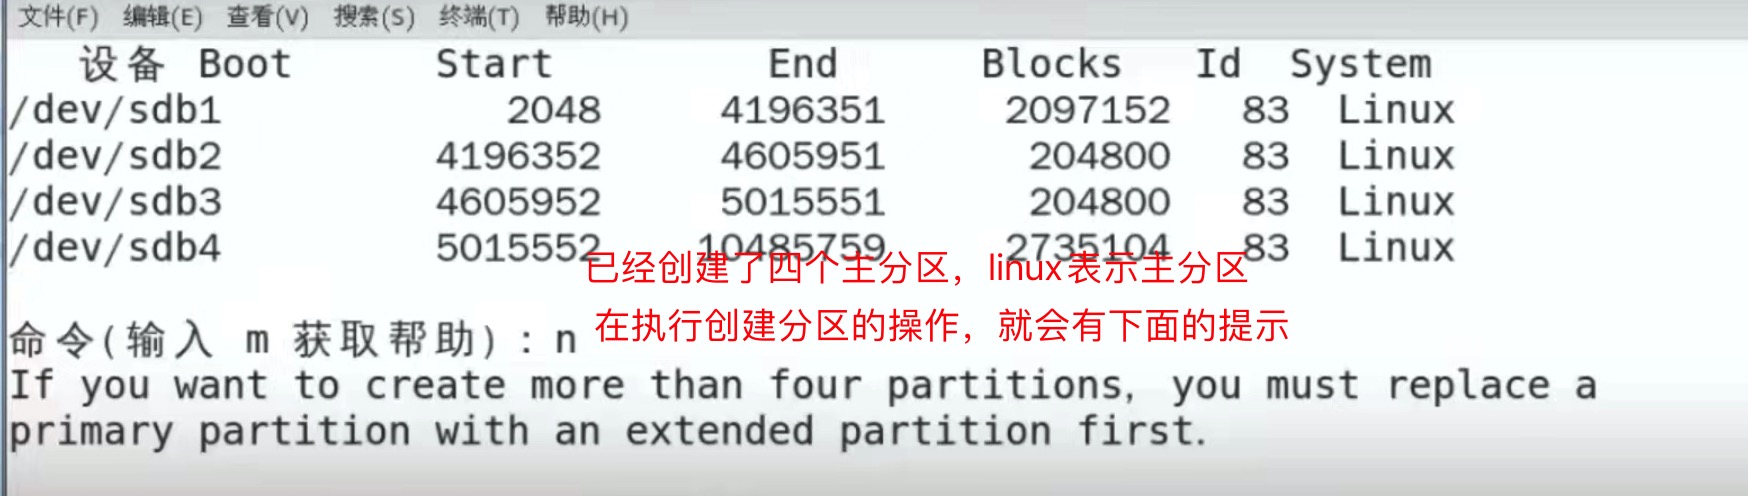 文件(F) 编辑(E) 查看(V) 搜索(S) 终端(T) 帮助(H)
设备 Boot Start End Blocks Id System
/dev/sdb1 2048 4196351 2097152 83 Linux
/dev/sdb2 4196352 4605951 204800 83 Linux
/dev/sdb3 4605952 5015551 204800 83 Linux
/dev/sdb4 5015552 10485759 2735104 83 Linux
已经创建了四个主分区，linux表示主分区
在执行创建分区的操作，就会有下面的提示
命令(输入 m 获取帮助)：n
If you want to create more than four partitions, you must replace a
primary partition with an extended partition first.